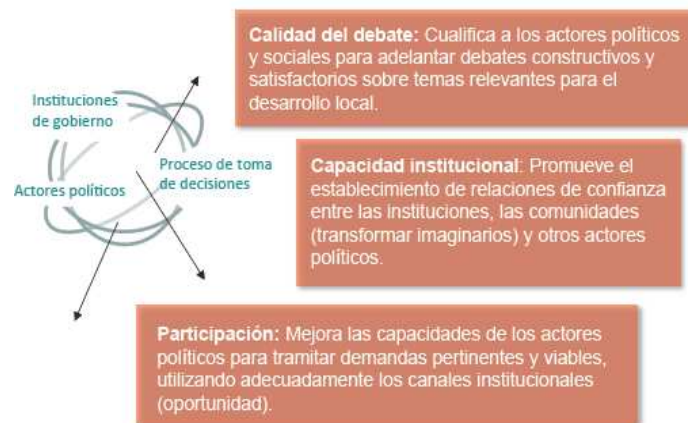 Calidad del debate: Cualifica a los actores políticos
y sociales para adelantar debates constructivos y
satisfactorios sobre temas relevantes para el
desarrollo local.
Instituciones
de gobierno
Proceso de toma
de decisiones
Actores políticos
Capacidad institucional: Promueve el
establecimiento de relaciones de confianza
entre las instituciones, las comunidades
(transformar imaginarios) y otros actores
políticos.
Participación: Mejora las capacidades de los actores
políticos para tramitar demandas pertinentes y viables,
utilizando adecuadamente los canales institucionales
(oportunidad).